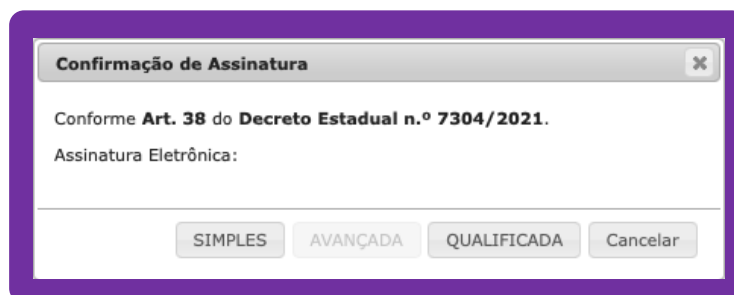 Confirmação de Assinatura
Conforme Art. 38 do Decreto Estadual n.º 7304/2021.
Assinatura Eletrônica:
SIMPLES AVANÇADA QUALIFICADA Cancelar